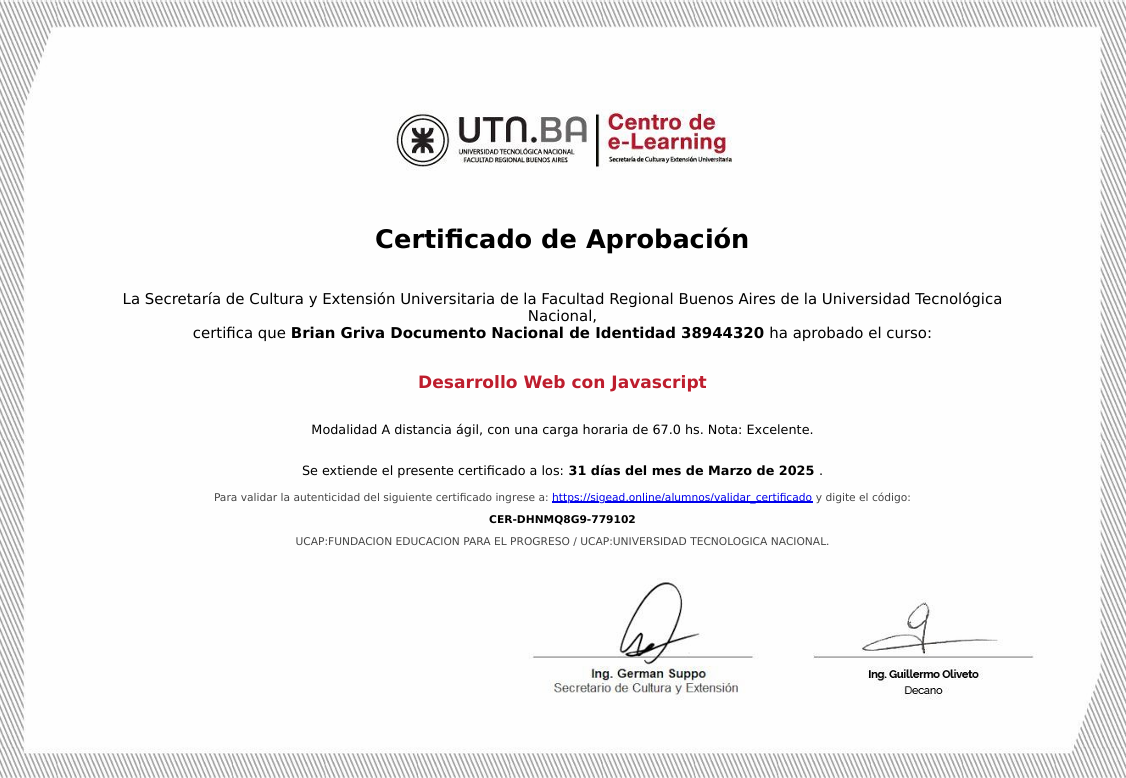 UTN.BA
UNIVERSIDAD TECNOLÓGICA NACIONAL
FACULTAD REGIONAL BUENOS AIRES
Centro de
e-Learning
Secretaría de Cultura y Extensión Universitaria
Certificado de Aprobación
La Secretaría de Cultura y Extensión Universitaria de la Facultad Regional Buenos Aires de la Universidad Tecnológica
Nacional,
certifica que Brian Griva Documento Nacional de Identidad 38944320 ha aprobado el curso:
Desarrollo Web con Javascript
Modalidad A distancia ágil, con una carga horaria de 67.0 hs. Nota: Excelente.
Se extiende el presente certificado a los: 31 días del mes de Marzo de 2025 .
Para validar la autenticidad del siguiente certificado ingrese a: https://sigead.online/alumnos/validar_certificado y digite el código:
CER-DHNMQ8G9-779102
UCAP:FUNDACION EDUCACION PARA EL PROGRESO / UCAP:UNIVERSIDAD TECNOLOGICA NACIONAL.
Ing. German Suppo
Secretario de Cultura y Extensión
Ing. Guillermo Oliveto
Decano